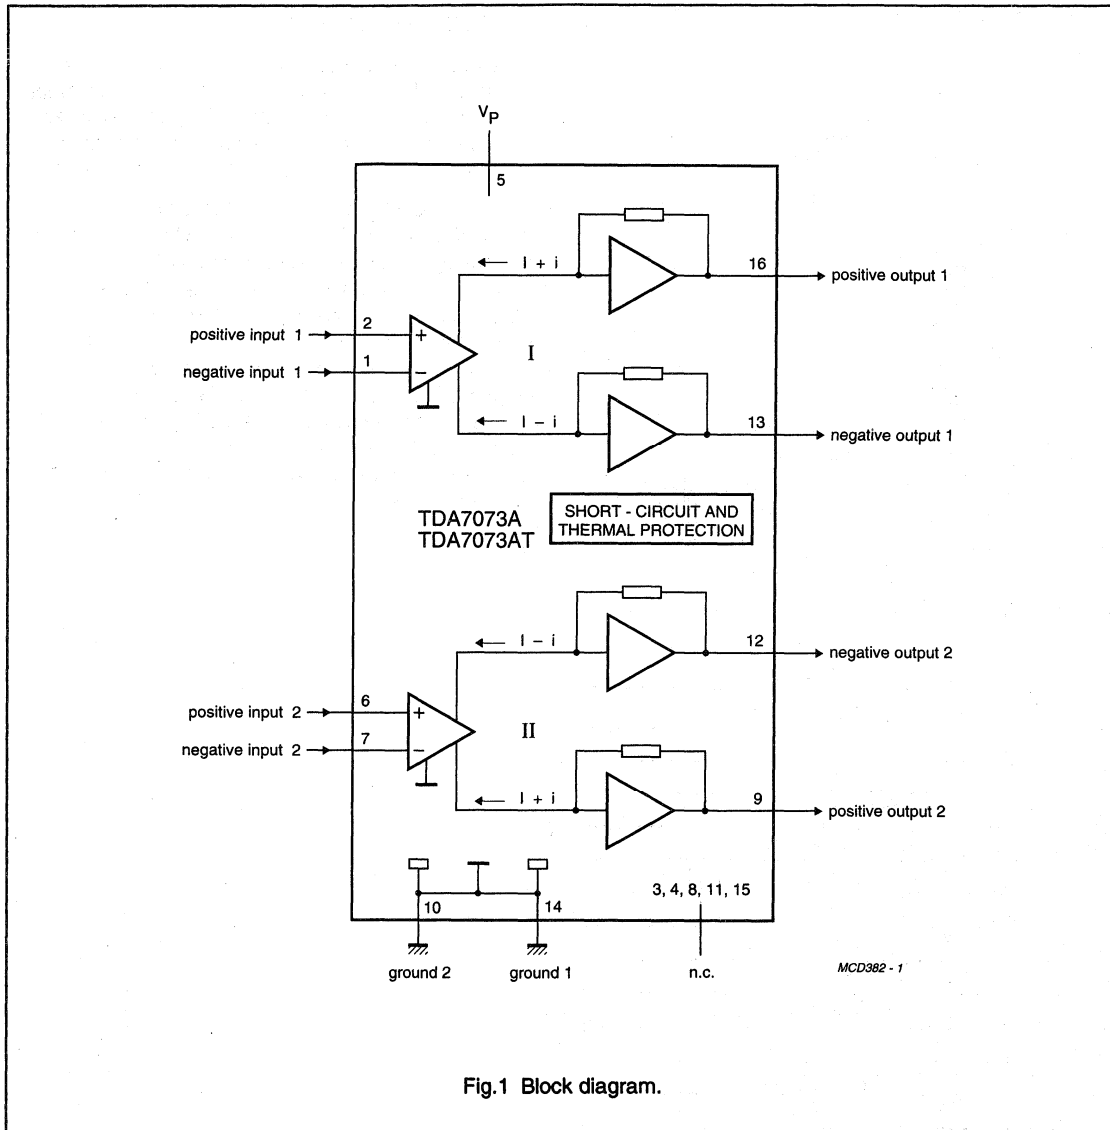 V_P
5
I + i
16
positive output 1
positive input 1
2
+
negative input 1
1
−
I
I − i
13
negative output 1
TDA7073A
TDA7073AT
SHORT - CIRCUIT AND
THERMAL PROTECTION
I − i
12
negative output 2
positive input 2
6
+
negative input 2
7
−
II
I + i
9
positive output 2
3, 4, 8, 11, 15
10
14
ground 2
ground 1
n.c.
MCD382 - 1
Fig.1 Block diagram.